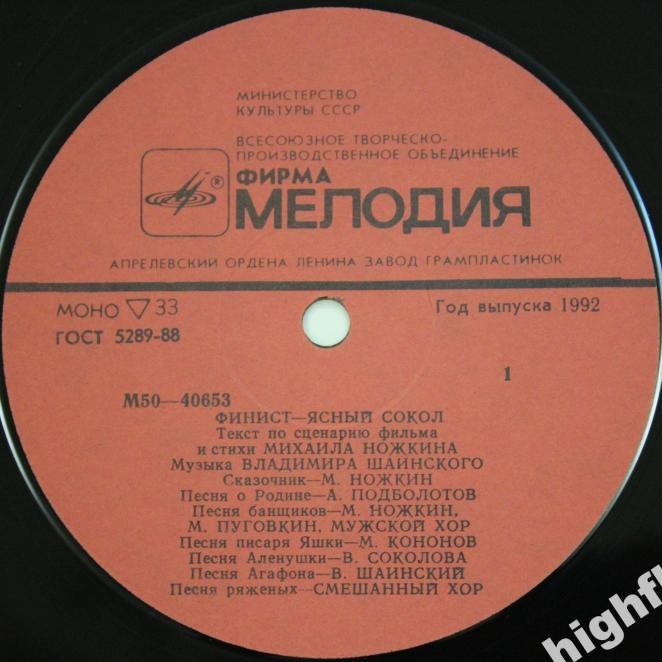 МИНИСТЕРСТВО
КУЛЬТУРЫ СССР
ВСЕСОЮЗНОЕ ТВОРЧЕСКО-
ПРОИЗВОДСТВЕННОЕ ОБЪЕДИНЕНИЕ
®
ФИРМА
МЕЛОДИЯ
АПРЕЛЕВСКИЙ ОРДЕНА ЛЕНИНА ЗАВОД ГРАМПЛАСТИНОК
МОНО ▽ 33
Год выпуска 1992
ГОСТ 5289-88
1
М50—40653
ФИНИСТ—ЯСНЫЙ СОКОЛ
Текст по сценарию фильма
и стихи МИХАИЛА НОЖКИНА
Музыка ВЛАДИМИРА ШАИНСКОГО
Сказочник—М. НОЖКИН
Песня о Родине—А. ПОДБОЛОТОВ
Песня банщиков—М. НОЖКИН,
М. ПУГОВКИН, МУЖСКОЙ ХОР
Песня писаря Яшки—М. КОНОНОВ
Песня Аленушки—В. СОКОЛОВА
Песня Агафона—В. ШАИНСКИЙ
Песня ряженых—СМЕШАННЫЙ ХОР